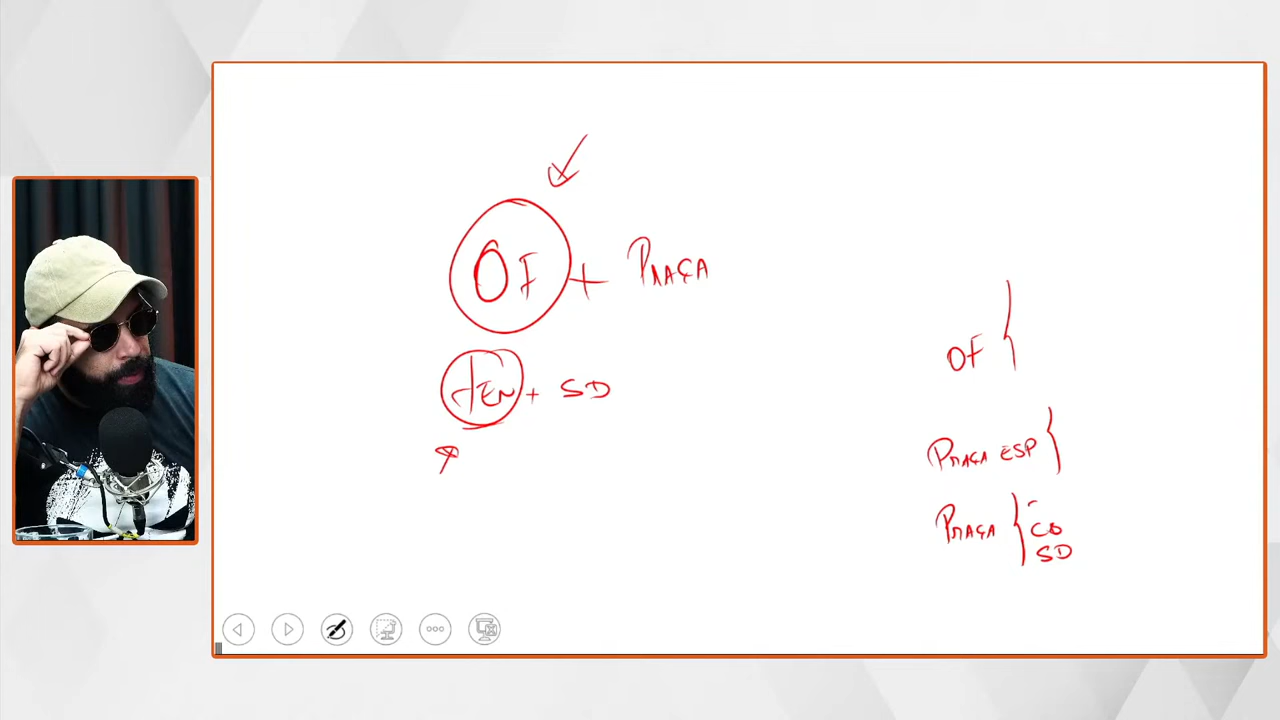 OF + PRAÇA
TEN + SD
OF {
PRAÇA ESP {
PRAÇA { -
CB
SD